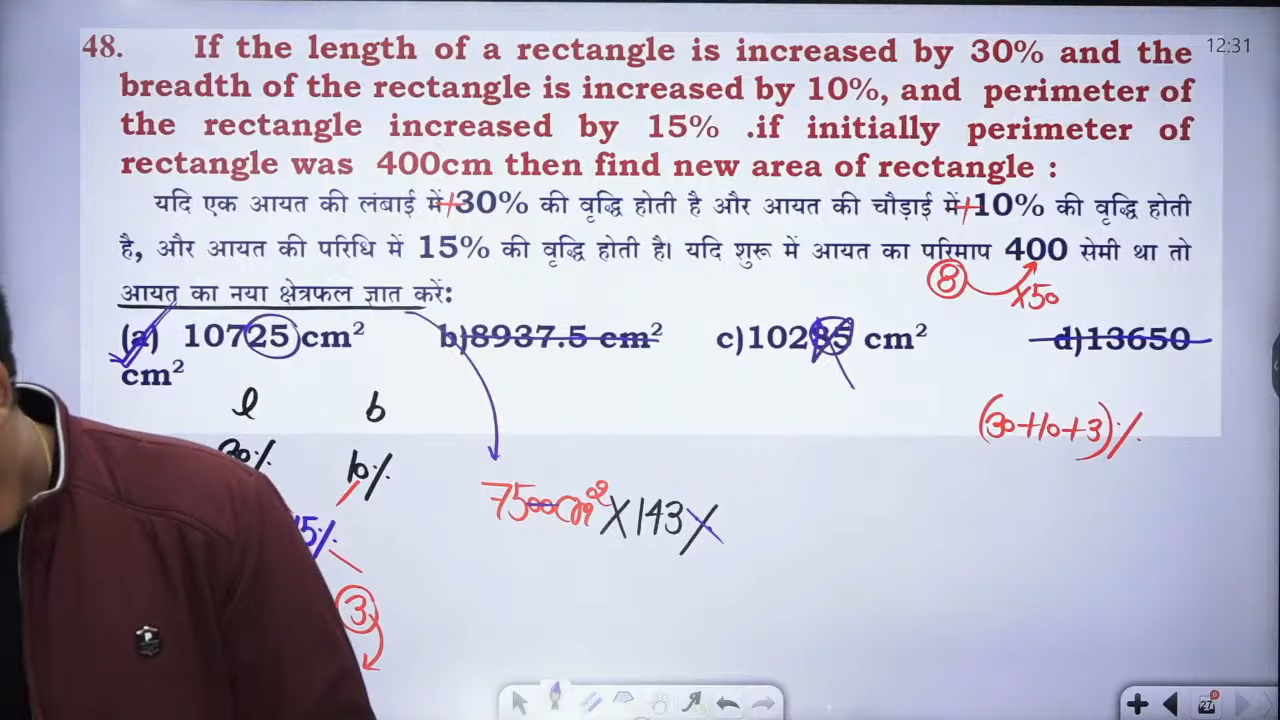 48. If the length of a rectangle is increased by 30% and the
12:31
breadth of the rectangle is increased by 10%, and perimeter of
the rectangle increased by 15% .if initially perimeter of
rectangle was 400cm then find new area of rectangle :
यदि एक आयत की लंबाई में +30% की वृद्धि होती है और आयत की चौड़ाई में +10% की वृद्धि होती
है, और आयत की परिधि में 15% की वृद्धि होती है। यदि शुरू में आयत का परिमाप 400 सेमी था तो
8 ×50
आयत का नया क्षेत्रफल ज्ञात करें:
(a) 10725 cm² b)8937.5 cm² c)10285 cm² d)13650
cm²
l b
(30+10+3)%
30% 10%
7500cm² × 143%
15%
3
P
27